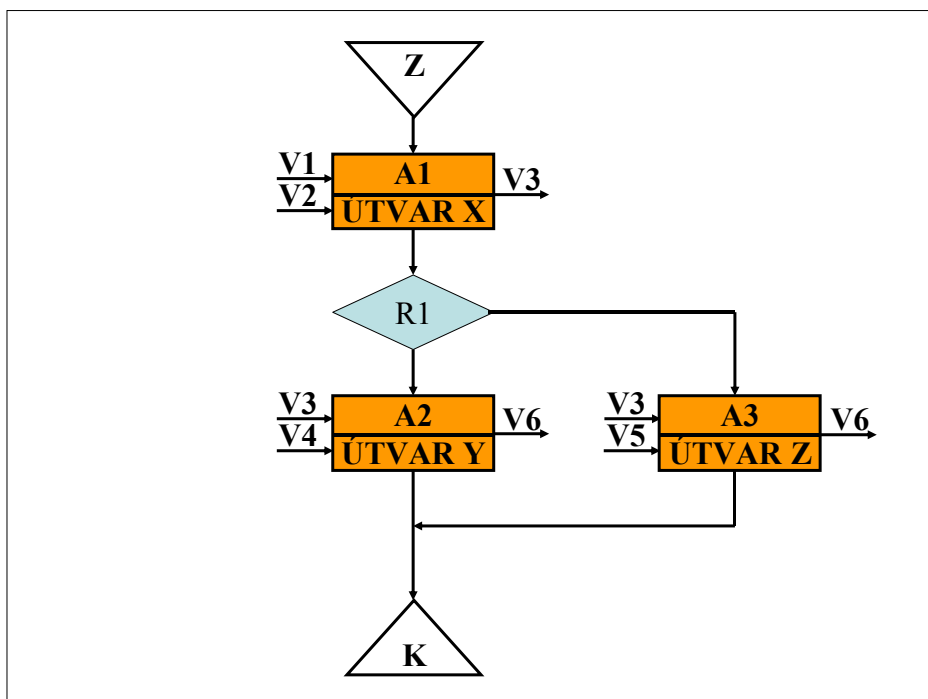 Z
V1
A1
V3
V2
ÚTVAR X
R1
V3
A2
V6
V4
ÚTVAR Y
V3
A3
V6
V5
ÚTVAR Z
K